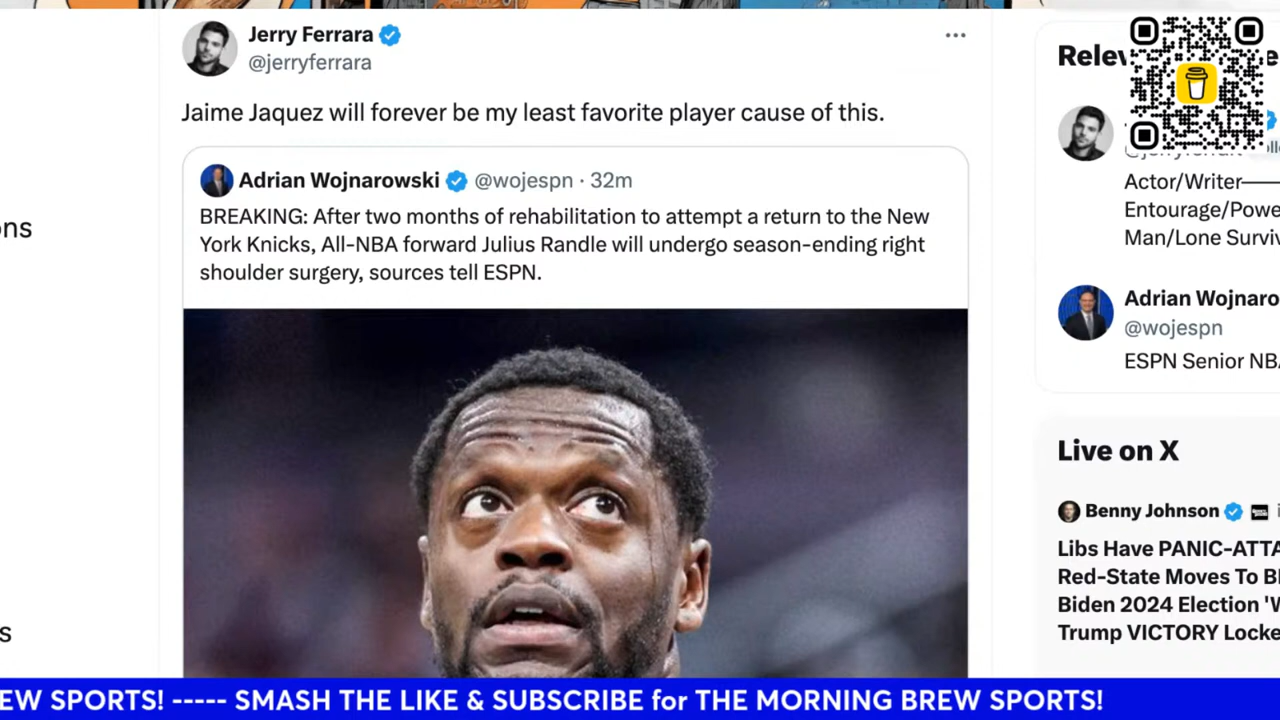 Jerry Ferrara
@jerryferrara
Jaime Jaquez will forever be my least favorite player cause of this.
Adrian Wojnarowski @wojespn · 32m
BREAKING: After two months of rehabilitation to attempt a return to the New
York Knicks, All-NBA forward Julius Randle will undergo season-ending right
shoulder surgery, sources tell ESPN.
ons
s
Relev
Actor/Writer——
Entourage/Powe
Man/Lone Surviv
Adrian Wojnaro
@wojespn
ESPN Senior NBA
Live on X
Benny Johnson
Libs Have PANIC-ATTA
Red-State Moves To Bl
Biden 2024 Election 'W
Trump VICTORY Locke
EW SPORTS! ----- SMASH THE LIKE & SUBSCRIBE for THE MORNING BREW SPORTS!